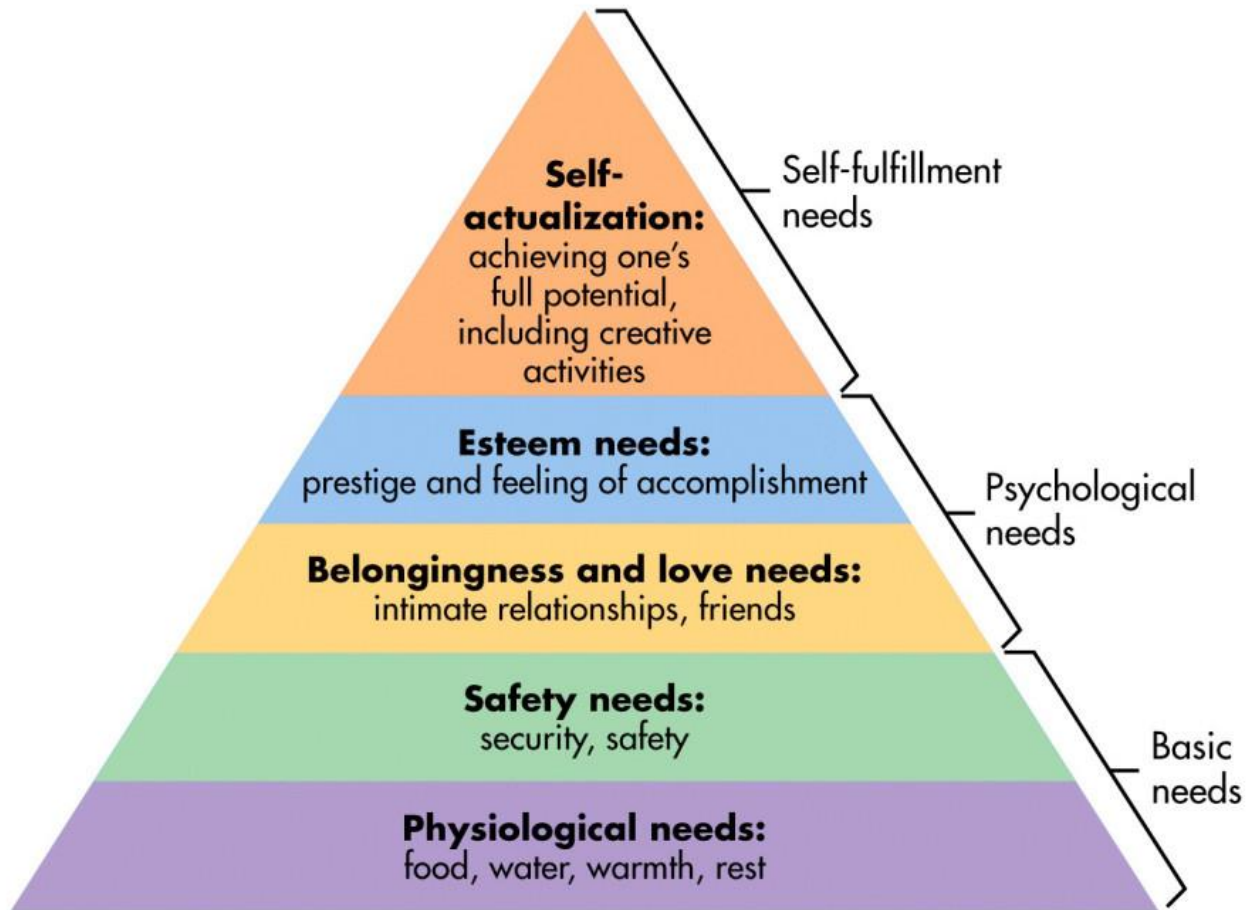 Self-
actualization:
achieving one's
full potential,
including creative
activities
Self-fulfillment
needs
Esteem needs:
prestige and feeling of accomplishment
Psychological
needs
Belongingness and love needs:
intimate relationships, friends
Safety needs:
security, safety
Basic
needs
Physiological needs:
food, water, warmth, rest